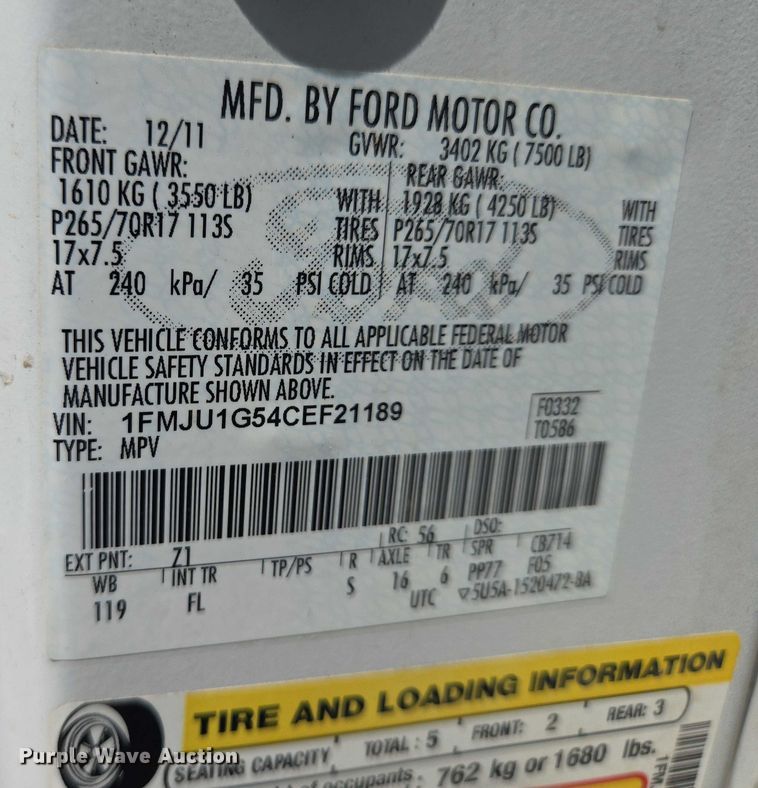 MFD. BY FORD MOTOR CO.
DATE: 12/11 GVWR: 3402 KG ( 7500 LB)
FRONT GAWR: REAR GAWR:
1610 KG ( 3550 LB) WITH 1928 KG ( 4250 LB) WITH
P265/70R17 113S TIRES P265/70R17 113S TIRES
17x7.5 RIMS 17x7.5 RIMS
AT 240 kPa/ 35 PSI COLD AT 240 kPa/ 35 PSI COLD
Ford
THIS VEHICLE CONFORMS TO ALL APPLICABLE FEDERAL MOTOR
VEHICLE SAFETY STANDARDS IN EFFECT ON THE DATE OF
MANUFACTURE SHOWN ABOVE.
VIN: 1FMJU1G54CEF21189 F0332
TYPE: MPV T0586
EXT PNT: Z1 RC: 56 DSO:
WB INT TR TP/PS R AXLE TR SPR CB714
119 FL S 16 6 PP77 F05
UTC 5U5A-1520472-BA
TIRE AND LOADING INFORMATION
SEATING CAPACITY TOTAL : 5 FRONT: 2 REAR: 3
of occupants. 762 kg or 1680 lbs.
1FM
Purple Wave Auction